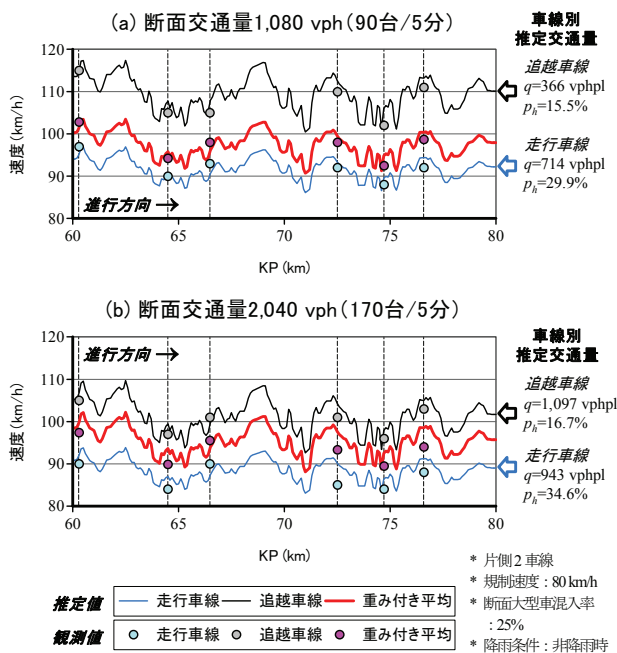 (a) 断面交通量1,080 vph（90台/5分）
車線別
推定交通量
追越車線
q=366 vphpl
p_h=15.5%
走行車線
q=714 vphpl
p_h=29.9%
速度(km/h)
120
110
100
90
80
進行方向 →
60 65 70 75 80
KP (km)
(b) 断面交通量2,040 vph（170台/5分）
車線別
推定交通量
追越車線
q=1,097 vphpl
p_h=16.7%
走行車線
q=943 vphpl
p_h=34.6%
速度(km/h)
120
110
100
90
80
進行方向 →
60 65 70 75 80
KP (km)
* 片側2車線
* 規制速度：80 km/h
* 断面大型車混入率
：25%
* 降雨条件：非降雨時
推定値 走行車線 追越車線 重み付き平均
観測値 走行車線 追越車線 重み付き平均